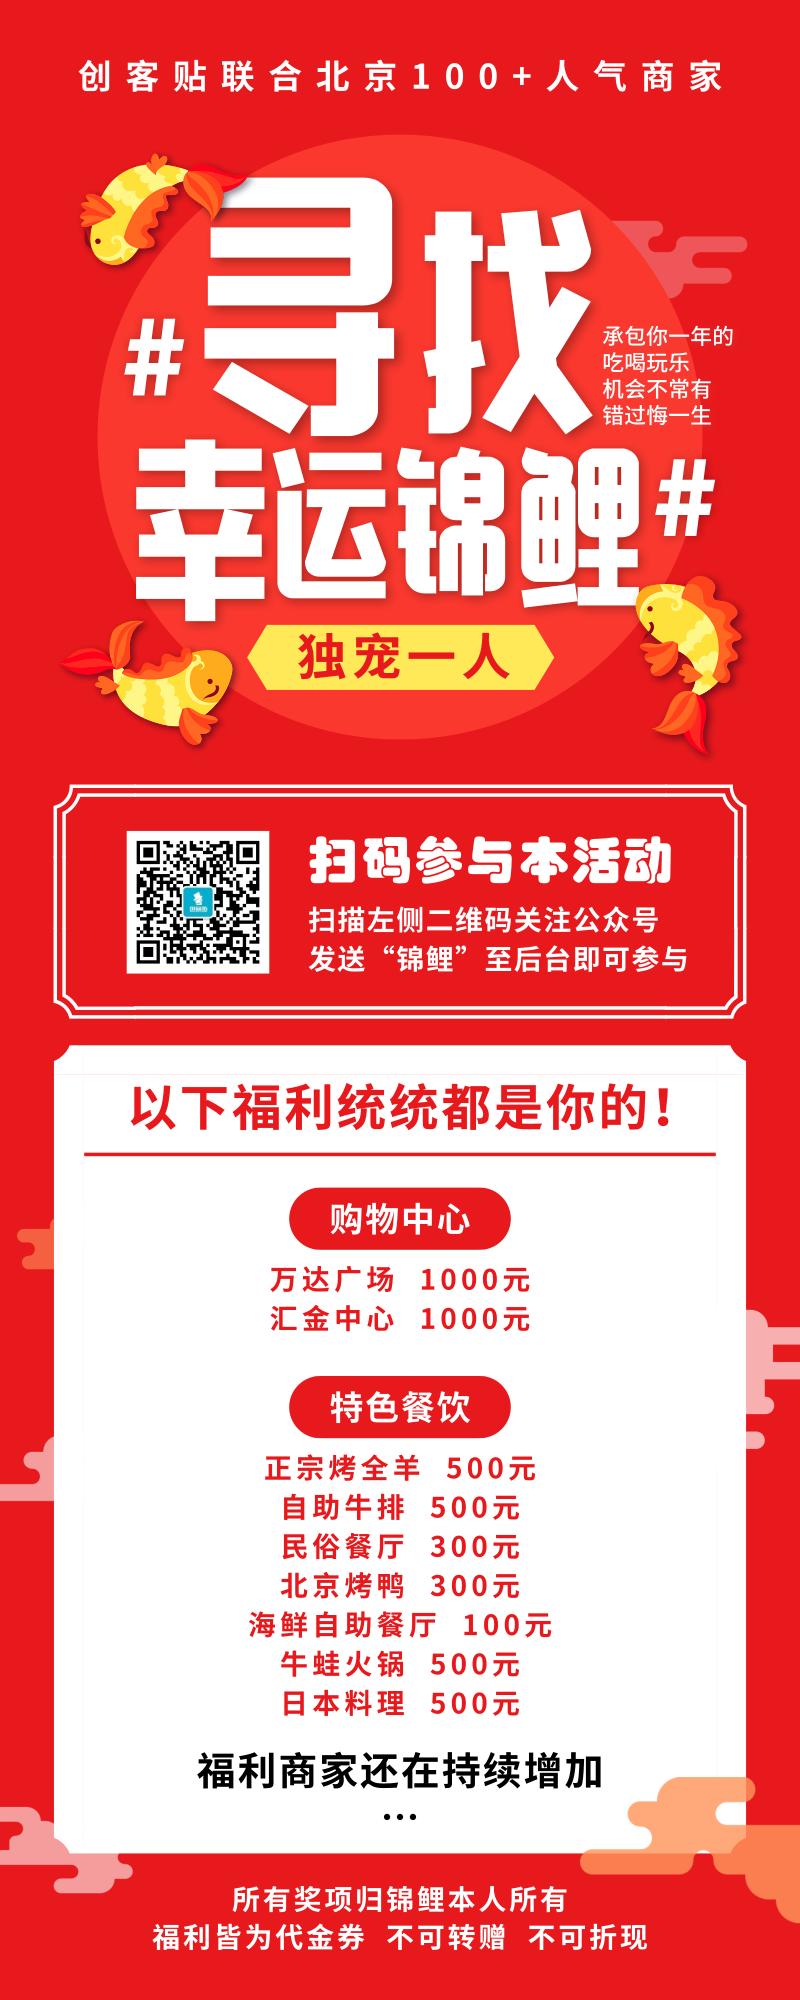 创客贴联合北京100+人气商家
#寻找
承包你一年的
吃喝玩乐
机会不常有
错过悔一生
幸运锦鲤#
独宠一人
扫码参与本活动
扫描左侧二维码关注公众号
发送“锦鲤”至后台即可参与
以下福利统统都是你的！
购物中心
万达广场 1000元
汇金中心 1000元
特色餐饮
正宗烤全羊 500元
自助牛排 500元
民俗餐厅 300元
北京烤鸭 300元
海鲜自助餐厅 100元
牛蛙火锅 500元
日本料理 500元
福利商家还在持续增加
...
所有奖项归锦鲤本人所有
福利皆为代金券 不可转赠 不可折现